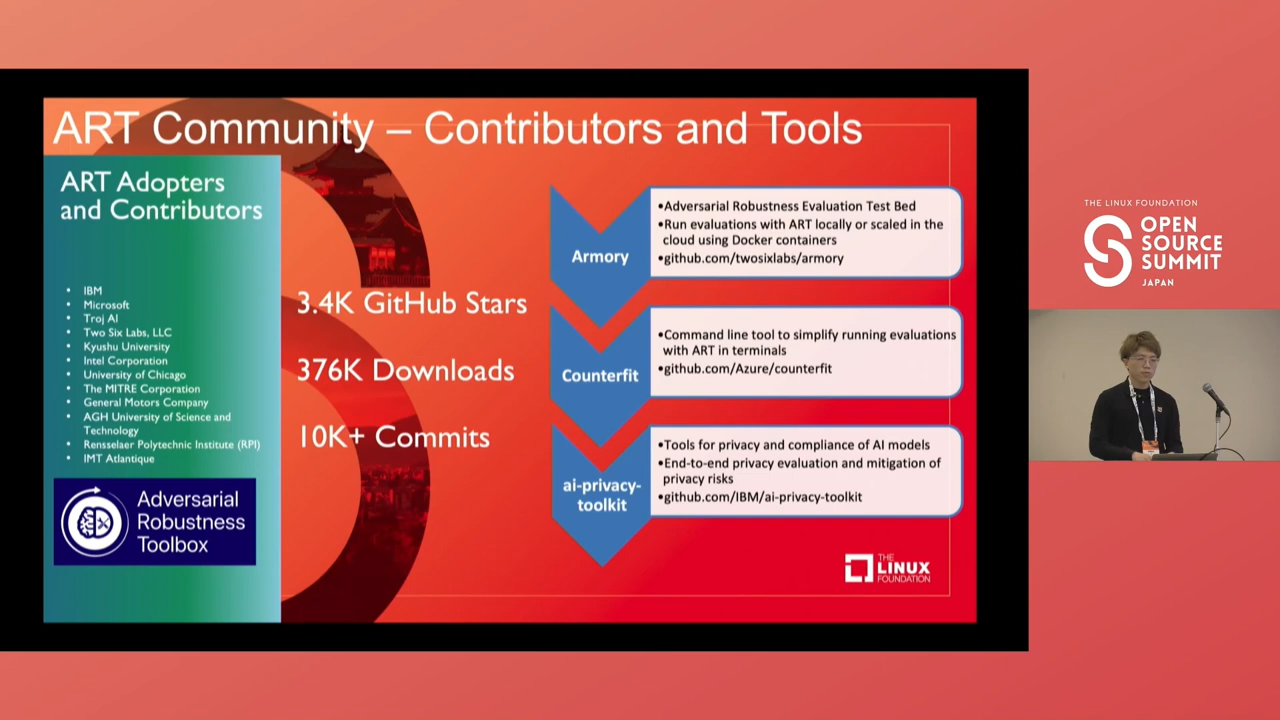 ART Community – Contributors and Tools
ART Adopters
and Contributors
• IBM
• Microsoft
• Troj AI
• Two Six Labs, LLC
• Kyushu University
• Intel Corporation
• University of Chicago
• The MITRE Corporation
• General Motors Company
• AGH University of Science and
Technology
• Rensselaer Polytechnic Institute (RPI)
• IMT Atlantique
Adversarial
Robustness
Toolbox
3.4K GitHub Stars
376K Downloads
10K+ Commits
Armory
•Adversarial Robustness Evaluation Test Bed
•Run evaluations with ART locally or scaled in the
cloud using Docker containers
•github.com/twosixlabs/armory
Counterfit
•Command line tool to simplify running evaluations
with ART in terminals
•github.com/Azure/counterfit
ai-privacy-
toolkit
•Tools for privacy and compliance of AI models
•End-to-end privacy evaluation and mitigation of
privacy risks
•github.com/IBM/ai-privacy-toolkit
THE
LINUX
FOUNDATION
THE LINUX FOUNDATION
OPEN
SOURCE
SUMMIT
JAPAN